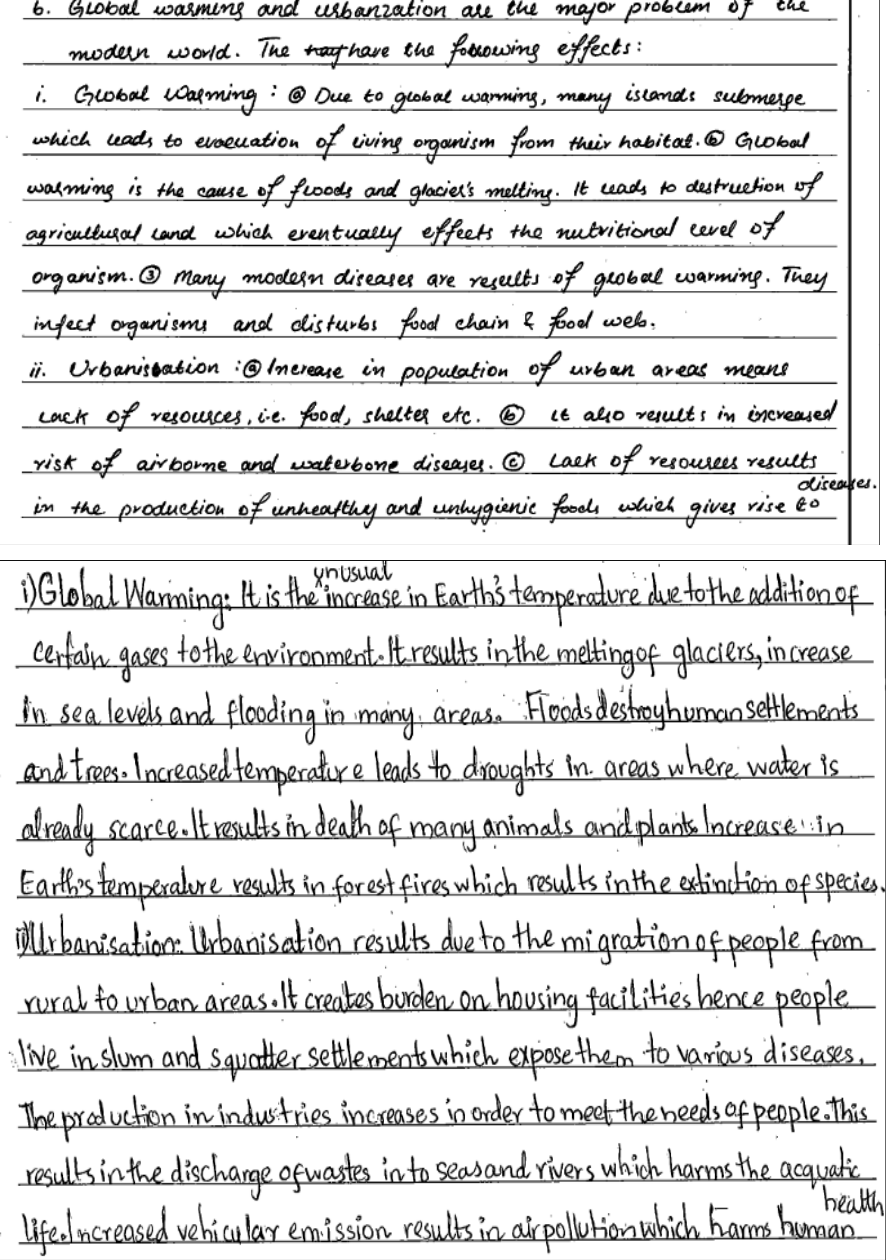 6. Global warming and urbanzation are the major problem of the
modern world. The have the following effects:
i. Global Warming : ⓐ Due to global warming, many islands submerge
which leads to evacuation of living organism from their habitat. ⓑ Global
warming is the cause of floods and glacier's melting. It leads to destruction of
agricultural land which eventually effects the nutritional level of
organism. ③ Many modern diseases are results of global warming. They
infect organisms and disturbs food chain & food web.
ii. Urbanisation : ⓐ Increase in population of urban areas means
Lack of resources, i.e. food, shelter etc. ⓑ it also results in increased
risk of airborne and waterbone diseases. ⓒ Lack of resources results
diseases.
in the production of unhealthy and unhygienic foods which gives rise to
unusual
i) Global Warming: It is the increase in Earth's temperature due to the addition of
certain gases to the environment. It results in the melting of glaciers, increase
in sea levels and flooding in many areas. Floods destroy human settlements
and trees. Increased temperature leads to droughts in areas where water is
already scarce. It results in death of many animals and plants. Increase in
Earth's temperature results in forest fires which results in the extinction of species.
ii) Urbanisation: Urbanisation results due to the migration of people from
rural to urban areas. It creates burden on housing facilities hence people
live in slum and squatter settlements which expose them to various diseases.
The production in industries increases in order to meet the needs of people. This
results in the discharge of wastes in to seas and rivers which harms the acquatic
health
life. Increased vehicular emission results in air pollution which harms human